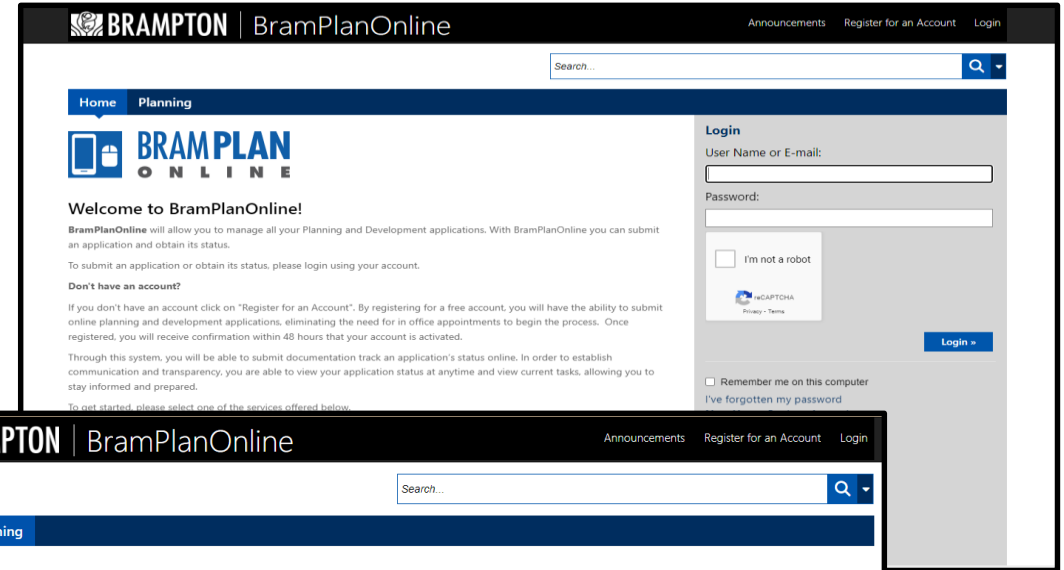 BRAMPTON | BramPlanOnline
Announcements Register for an Account Login
Search...
Home Planning
BRAMPLAN
ONLINE
Welcome to BramPlanOnline!
BramPlanOnline will allow you to manage all your Planning and Development applications. With BramPlanOnline you can submit
an application and obtain its status.
To submit an application or obtain its status, please login using your account.
Don't have an account?
If you don't have an account click on "Register for an Account". By registering for a free account, you will have the ability to submit
online planning and development applications, eliminating the need for in office appointments to begin the process. Once
registered, you will receive confirmation within 48 hours that your account is activated.
Through this system, you will be able to submit documentation track an application's status online. In order to establish
communication and transparency, you are able to view your application status at anytime and view current tasks, allowing you to
stay informed and prepared.
To get started, please select one of the services offered below.
Login
User Name or E-mail:
Password:
I'm not a robot
reCAPTCHA
Privacy - Terms
Login »
Remember me on this computer
I've forgotten my password
PTON | BramPlanOnline
Announcements Register for an Account Login
Search...
ning